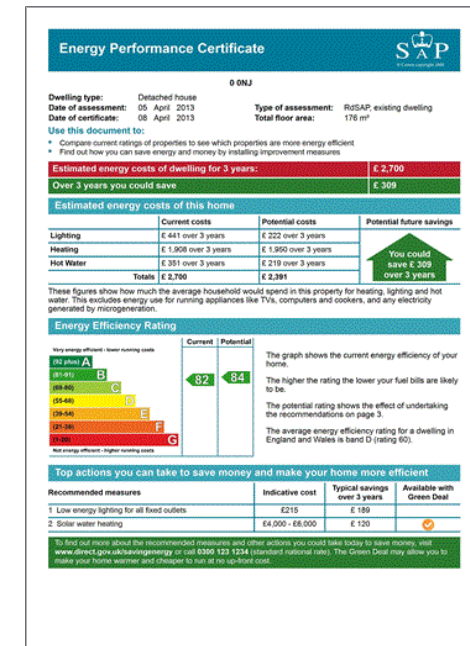 Energy Performance Certificate
SAP
© Crown copyright 2009
0 0NJ
Dwelling type: Detached house
Date of assessment: 05 April 2013 Type of assessment: RdSAP, existing dwelling
Date of certificate: 08 April 2013 Total floor area: 176 m²
Use this document to:
• Compare current ratings of properties to see which properties are more energy efficient
• Find out how you can save energy and money by installing improvement measures
Estimated energy costs of dwelling for 3 years: £ 2,700
Over 3 years you could save £ 309
Estimated energy costs of this home
Current costs Potential costs Potential future savings
Lighting £ 441 over 3 years £ 222 over 3 years
Heating £ 1,908 over 3 years £ 1,950 over 3 years
Hot Water £ 351 over 3 years £ 219 over 3 years
Totals £ 2,700 £ 2,391
You could
save £ 309
over 3 years
These figures show how much the average household would spend in this property for heating, lighting and hot
water. This excludes energy use for running appliances like TVs, computers and cookers, and any electricity
generated by microgeneration.
Energy Efficiency Rating
Current Potential
Very energy efficient - lower running costs
(92 plus) A
(81-91) B
(69-80) C
(55-68) D
(39-54) E
(21-38) F
(1-20) G
Not energy efficient - higher running costs
82 84
The graph shows the current energy efficiency of your
home.
The higher the rating the lower your fuel bills are likely
to be.
The potential rating shows the effect of undertaking
the recommendations on page 3.
The average energy efficiency rating for a dwelling in
England and Wales is band D (rating 60).
Top actions you can take to save money and make your home more efficient
Recommended measures Indicative cost Typical savings over 3 years Available with Green Deal
1 Low energy lighting for all fixed outlets £215 £ 189
2 Solar water heating £4,000 - £6,000 £ 120
To find out more about the recommended measures and other actions you could take today to save money, visit
www.direct.gov.uk/savingenergy or call 0300 123 1234 (standard national rate). The Green Deal may allow you to
make your home warmer and cheaper to run at no up-front cost.